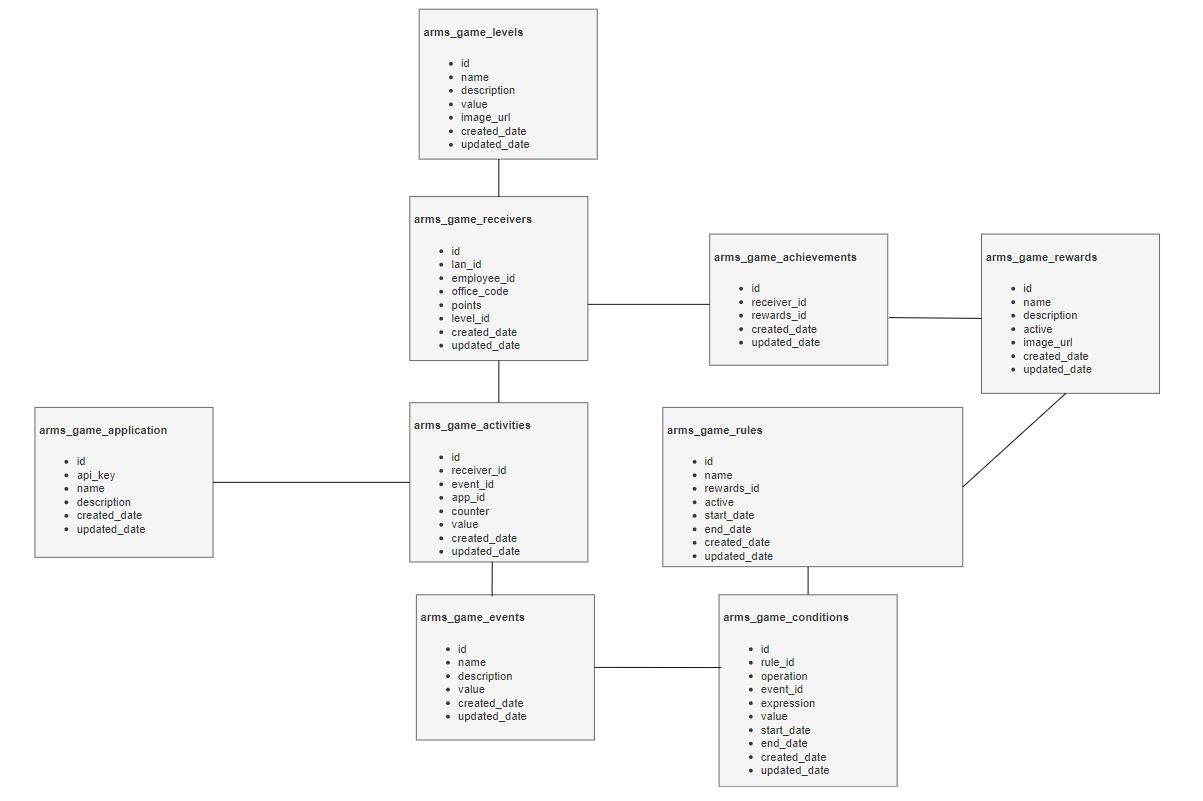 arms_game_levels
id
name
description
value
image_url
created_date
updated_date
arms_game_receivers
id
lan_id
employee_id
office_code
points
level_id
created_date
updated_date
arms_game_achievements
id
receiver_id
rewards_id
created_date
updated_date
arms_game_rewards
id
name
description
active
image_url
created_date
updated_date
arms_game_application
id
api_key
name
description
created_date
updated_date
arms_game_activities
id
receiver_id
event_id
app_id
counter
value
created_date
updated_date
arms_game_rules
id
name
rewards_id
active
start_date
end_date
created_date
updated_date
arms_game_events
id
name
description
value
created_date
updated_date
arms_game_conditions
id
rule_id
operation
event_id
expression
value
start_date
end_date
created_date
updated_date